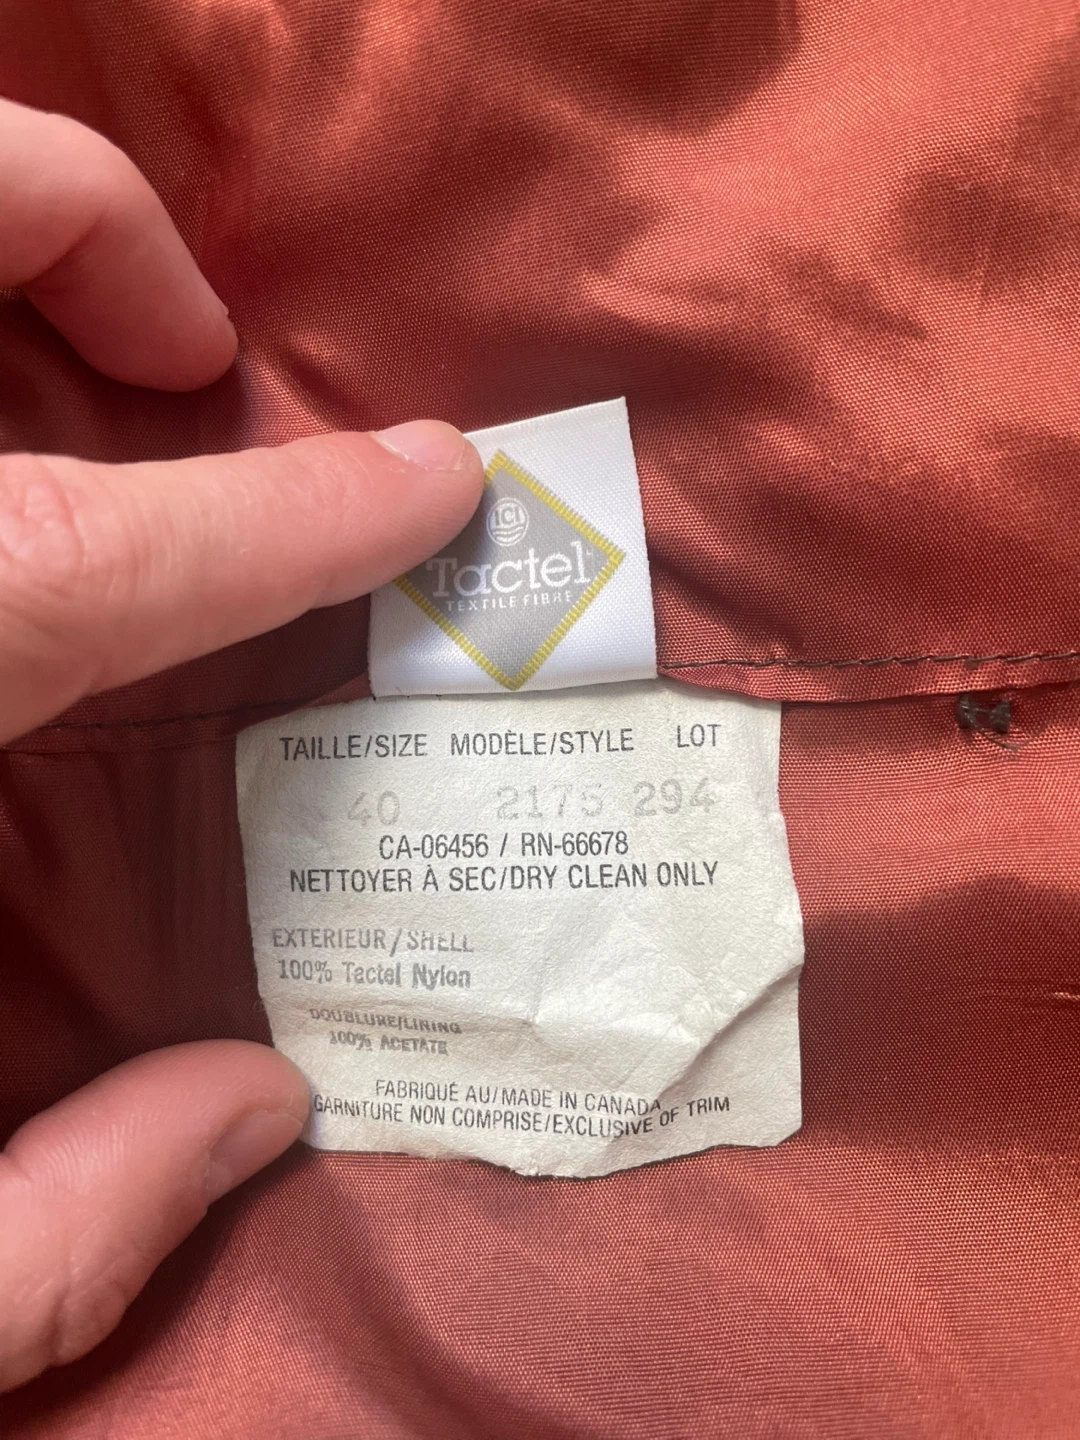 ICI
Tactel
TEXTILE FIBRE
TAILLE/SIZE MODÈLE/STYLE LOT
40 2175 294
CA-06456 / RN-66678
NETTOYER À SEC/DRY CLEAN ONLY
EXTERIEUR/SHELL
100% Tactel Nylon
DOUBLURE/LINING
100% ACETATE
FABRIQUÉ AU/MADE IN CANADA
GARNITURE NON COMPRISE/EXCLUSIVE OF TRIM